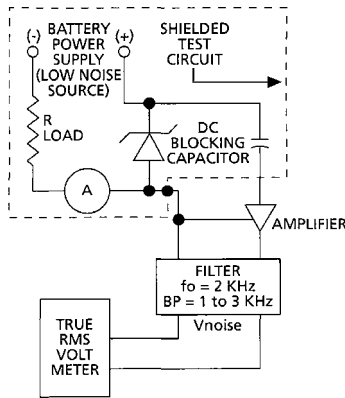 (-) BATTERY (+)
POWER
SUPPLY
(LOW NOISE
SOURCE)
SHIELDED
TEST
CIRCUIT
R
LOAD
DC
BLOCKING
CAPACITOR
A
AMPLIFIER
FILTER
fo = 2 KHz
BP = 1 to 3 KHz
Vnoise
TRUE
RMS
VOLT
METER